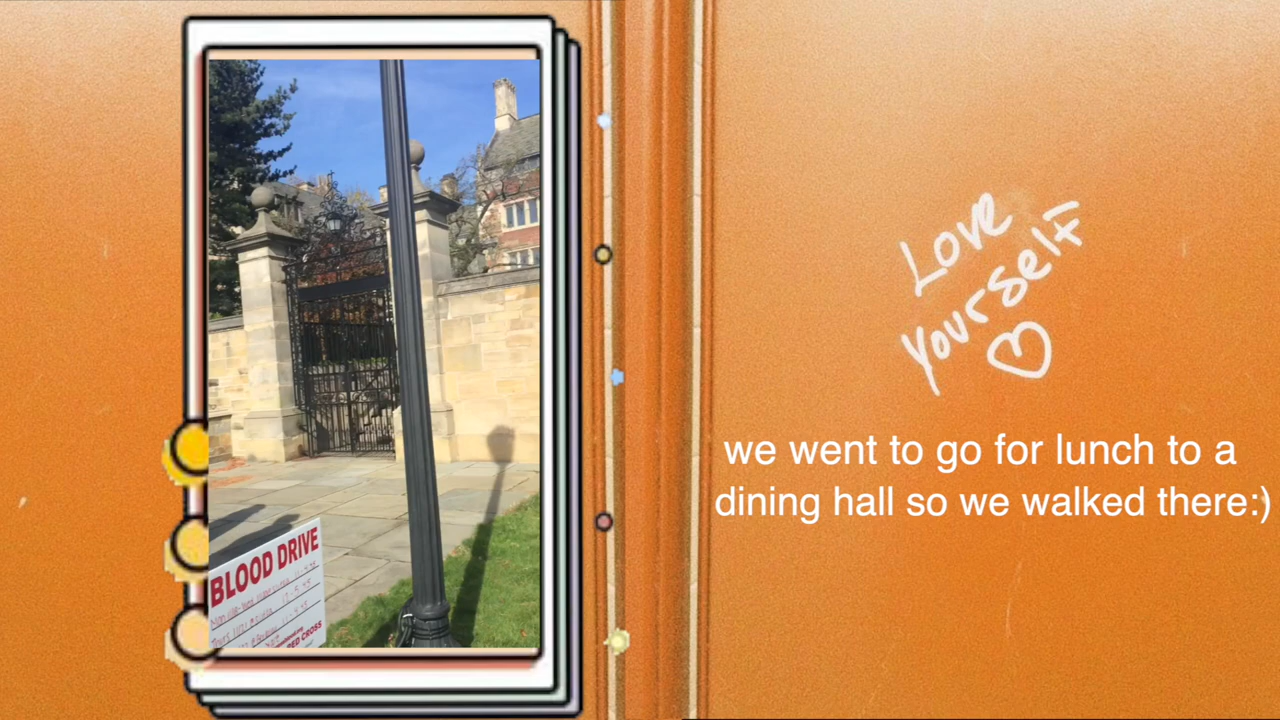 BLOOD DRIVE
RED CROSS
Love
Yourself
we went to go for lunch to a
dining hall so we walked there:)